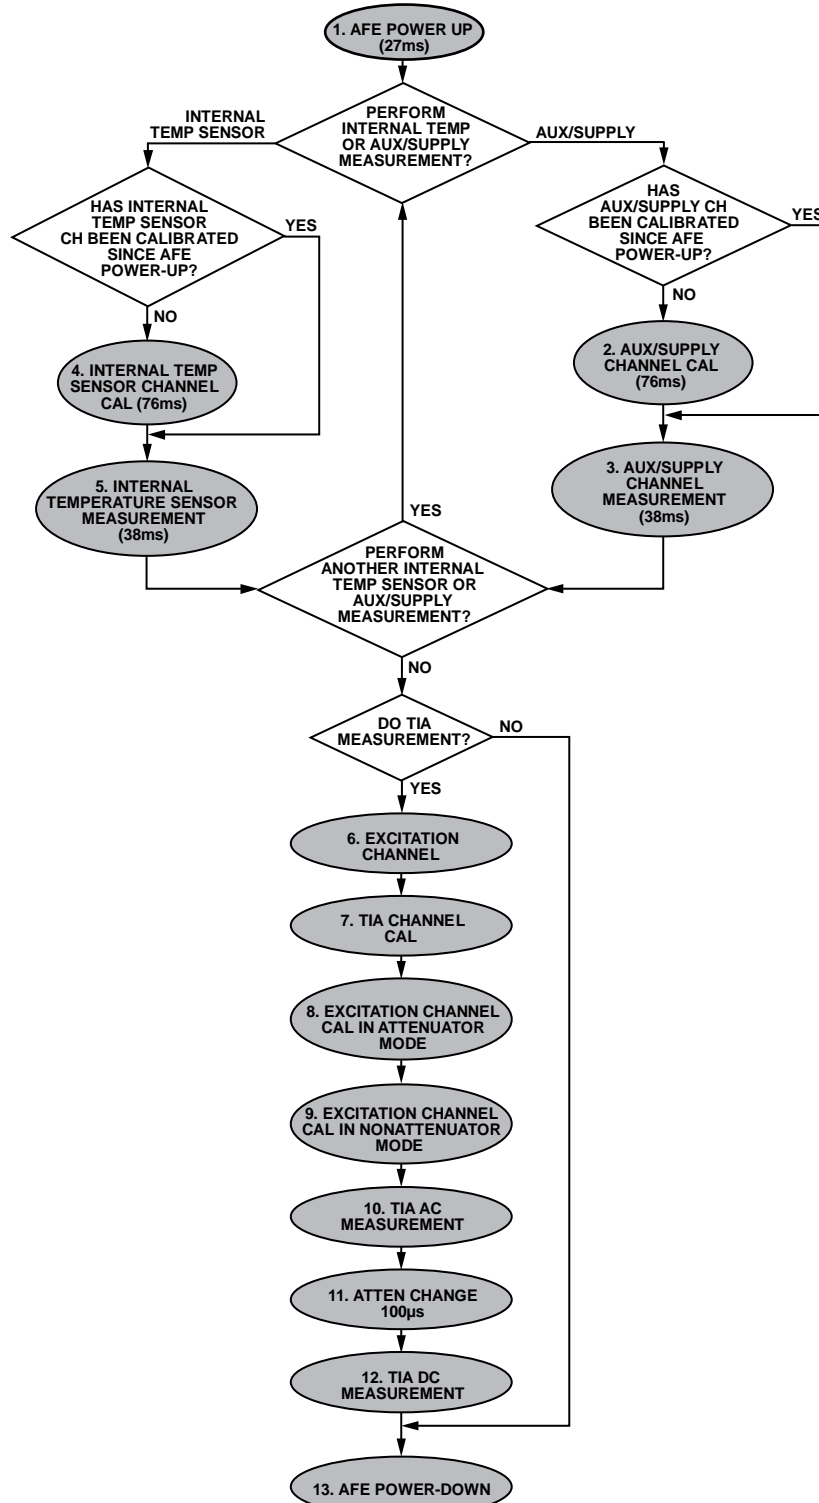 1. AFE POWER UP
(27ms)
INTERNAL
TEMP SENSOR
PERFORM
INTERNAL TEMP
OR AUX/SUPPLY
MEASUREMENT?
AUX/SUPPLY
HAS INTERNAL
TEMP SENSOR
CH BEEN CALIBRATED
SINCE AFE
POWER-UP?
YES
NO
HAS
AUX/SUPPLY CH
BEEN CALIBRATED
SINCE AFE
POWER-UP?
YES
NO
4. INTERNAL TEMP
SENSOR CHANNEL
CAL (76ms)
2. AUX/SUPPLY
CHANNEL CAL
(76ms)
5. INTERNAL
TEMPERATURE SENSOR
MEASUREMENT
(38ms)
3. AUX/SUPPLY
CHANNEL
MEASUREMENT
(38ms)
YES
PERFORM
ANOTHER INTERNAL
TEMP SENSOR OR
AUX/SUPPLY
MEASUREMENT?
NO
DO TIA
MEASUREMENT?
NO
YES
6. EXCITATION
CHANNEL
7. TIA CHANNEL
CAL
8. EXCITATION CHANNEL
CAL IN ATTENUATOR
MODE
9. EXCITATION CHANNEL
CAL IN NONATTENUATOR
MODE
10. TIA AC
MEASUREMENT
11. ATTEN CHANGE
100µs
12. TIA DC
MEASUREMENT
13. AFE POWER-DOWN